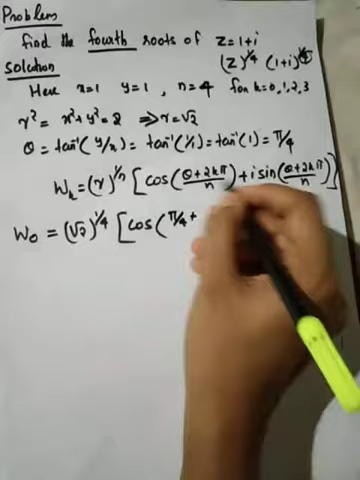 Problem
find the fourth roots of z=1+i
(z)^1/4 (1+i)^1/4
Solution
Here x=1 y=1, n=4 for k=0,1,2,3
r² = x²+y² = 2 ⇒ r=√2
θ = tan⁻¹(y/x) = tan⁻¹(1/1) = tan⁻¹(1) = π/4
W_k = (r)^1/n [cos(θ+2kπ/n) + i sin(θ+2kπ/n)]
W_0 = (√2)^1/4 [cos(π/4+